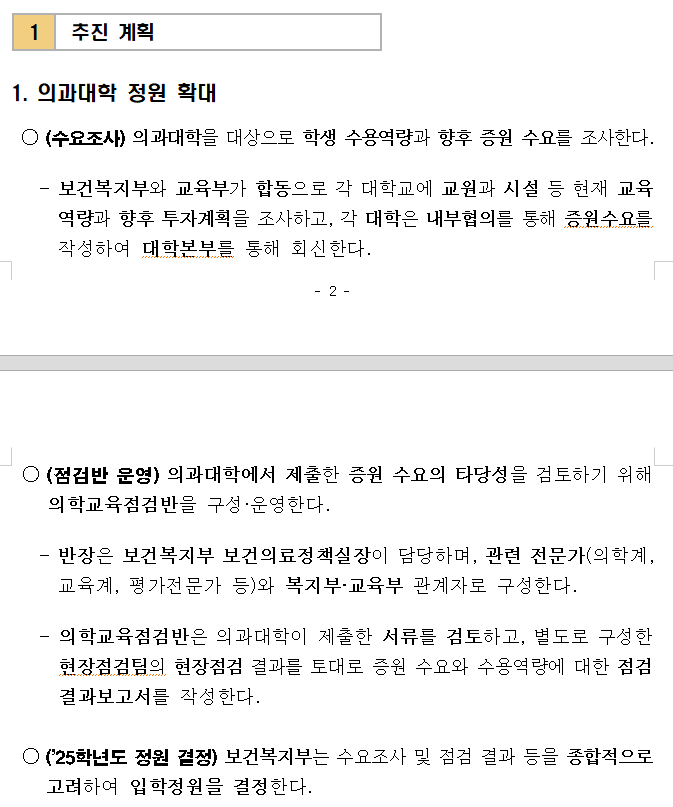 1 추진 계획
1. 의과대학 정원 확대
○ (수요조사) 의과대학을 대상으로 학생 수용역량과 향후 증원 수요를 조사한다.
- 보건복지부와 교육부가 합동으로 각 대학교에 교원과 시설 등 현재 교육
역량과 향후 투자계획을 조사하고, 각 대학은 내부협의를 통해 증원수요를
작성하여 대학본부를 통해 회신한다.
- 2 -
○ (점검반 운영) 의과대학에서 제출한 증원 수요의 타당성을 검토하기 위해
의학교육점검반을 구성·운영한다.
- 반장은 보건복지부 보건의료정책실장이 담당하며, 관련 전문가(의학계,
교육계, 평가전문가 등)와 복지부·교육부 관계자로 구성한다.
- 의학교육점검반은 의과대학이 제출한 서류를 검토하고, 별도로 구성한
현장점검팀의 현장점검 결과를 토대로 증원 수요와 수용역량에 대한 점검
결과보고서를 작성한다.
○ ('25학년도 정원 결정) 보건복지부는 수요조사 및 점검 결과 등을 종합적으로
고려하여 입학정원을 결정한다.